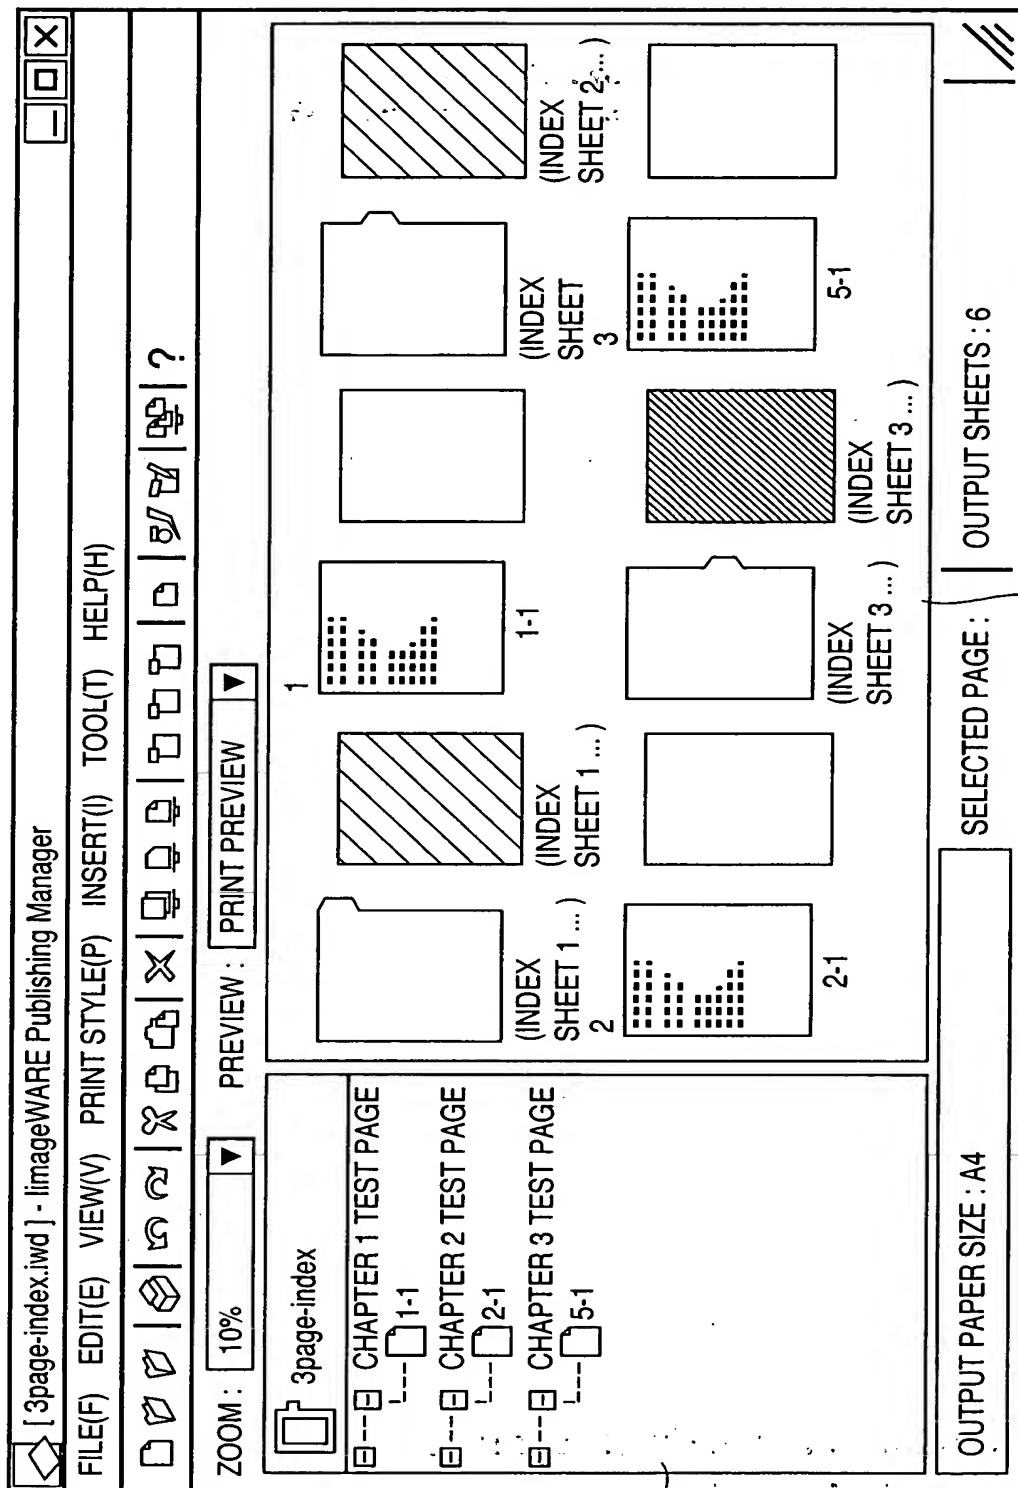 [ 3page-index.iwd ] - IimageWARE Publishing Manager
FILE(F) EDIT(E) VIEW(V) PRINT STYLE(P) INSERT(I) TOOL(T) HELP(H)
?
ZOOM : 10% PREVIEW : PRINT PREVIEW
3page-index
CHAPTER 1 TEST PAGE
1-1
CHAPTER 2 TEST PAGE
2-1
CHAPTER 3 TEST PAGE
5-1
(INDEX
SHEET 1 ...)
(INDEX
SHEET 1 ...)
1
1-1
(INDEX
SHEET
(INDEX
SHEET 2 ...)
2
2-1
(INDEX
SHEET 3 ...)
(INDEX
SHEET 3 ...)
3
5-1
OUTPUT PAPER SIZE : A4 SELECTED PAGE : OUTPUT SHEETS : 6